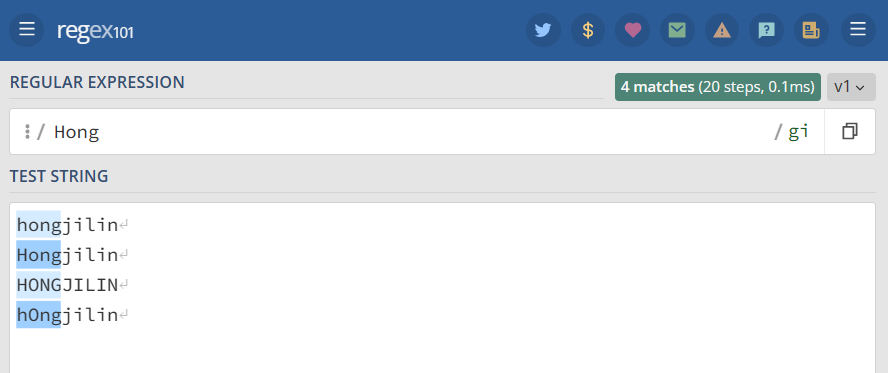 regex101
REGULAR EXPRESSION
4 matches (20 steps, 0.1ms)
v1
/ Hong
/ gi
TEST STRING
hongjilin↵
Hongjilin↵
HONGJILIN↵
hOngjilin↵